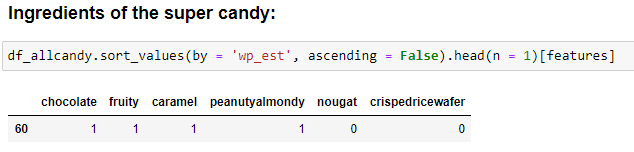 Ingredients of the super candy:
df_allcandy.sort_values(by = 'wp_est', ascending = False).head(n = 1)[features]
chocolate fruity caramel peanutyalmondy nougat crispedricewafer
60 1 1 1 1 0 0